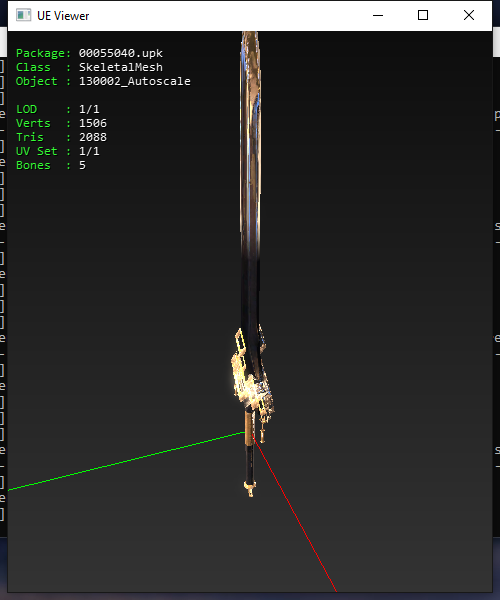 UE Viewer
Package: 00055040.upk
Class : SkeletalMesh
Object : 130002_Autoscale
LOD : 1/1
Verts : 1506
Tris : 2088
UV Set : 1/1
Bones : 5